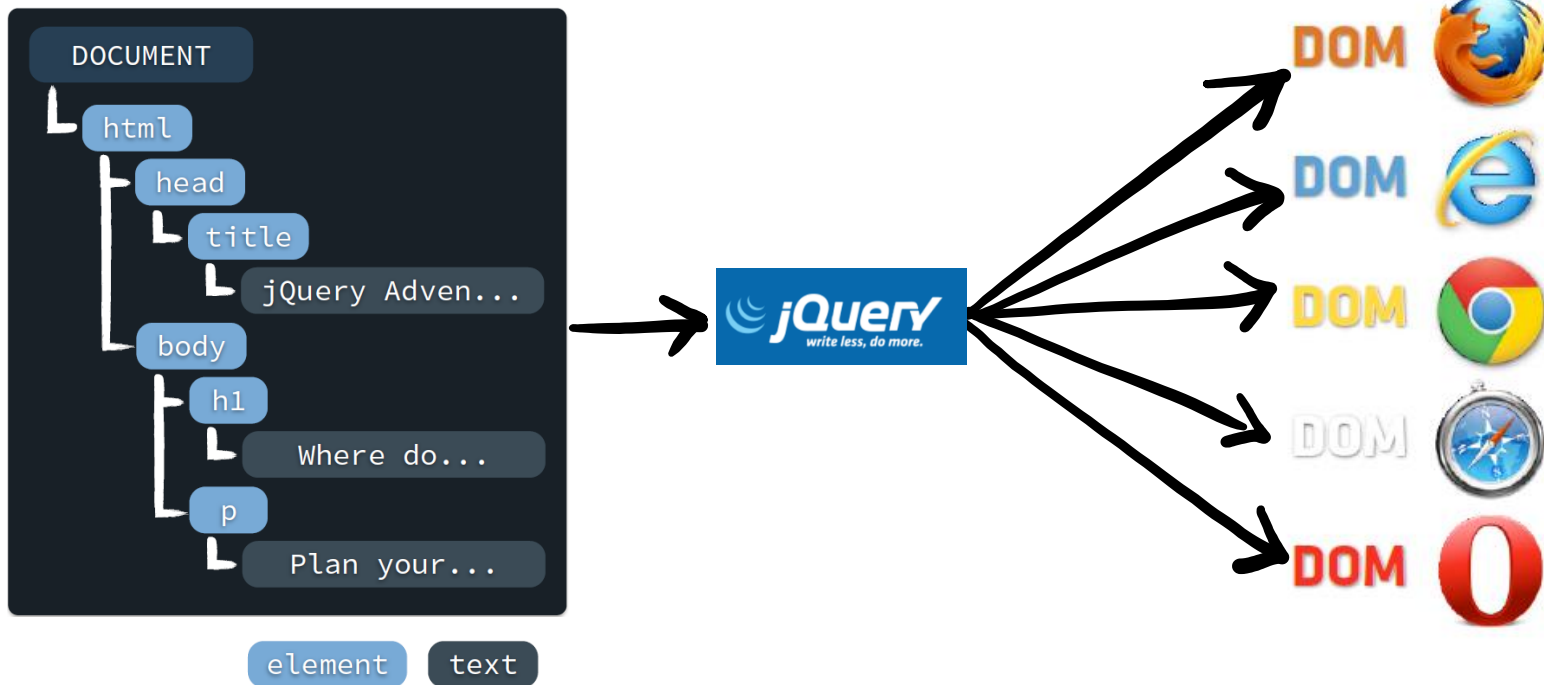 DOCUMENT
html
head
title
jQuery Adven...
body
h1
Where do...
p
Plan your...
element text
jQuery
write less, do more.
DOM
DOM
DOM
DOM
DOM